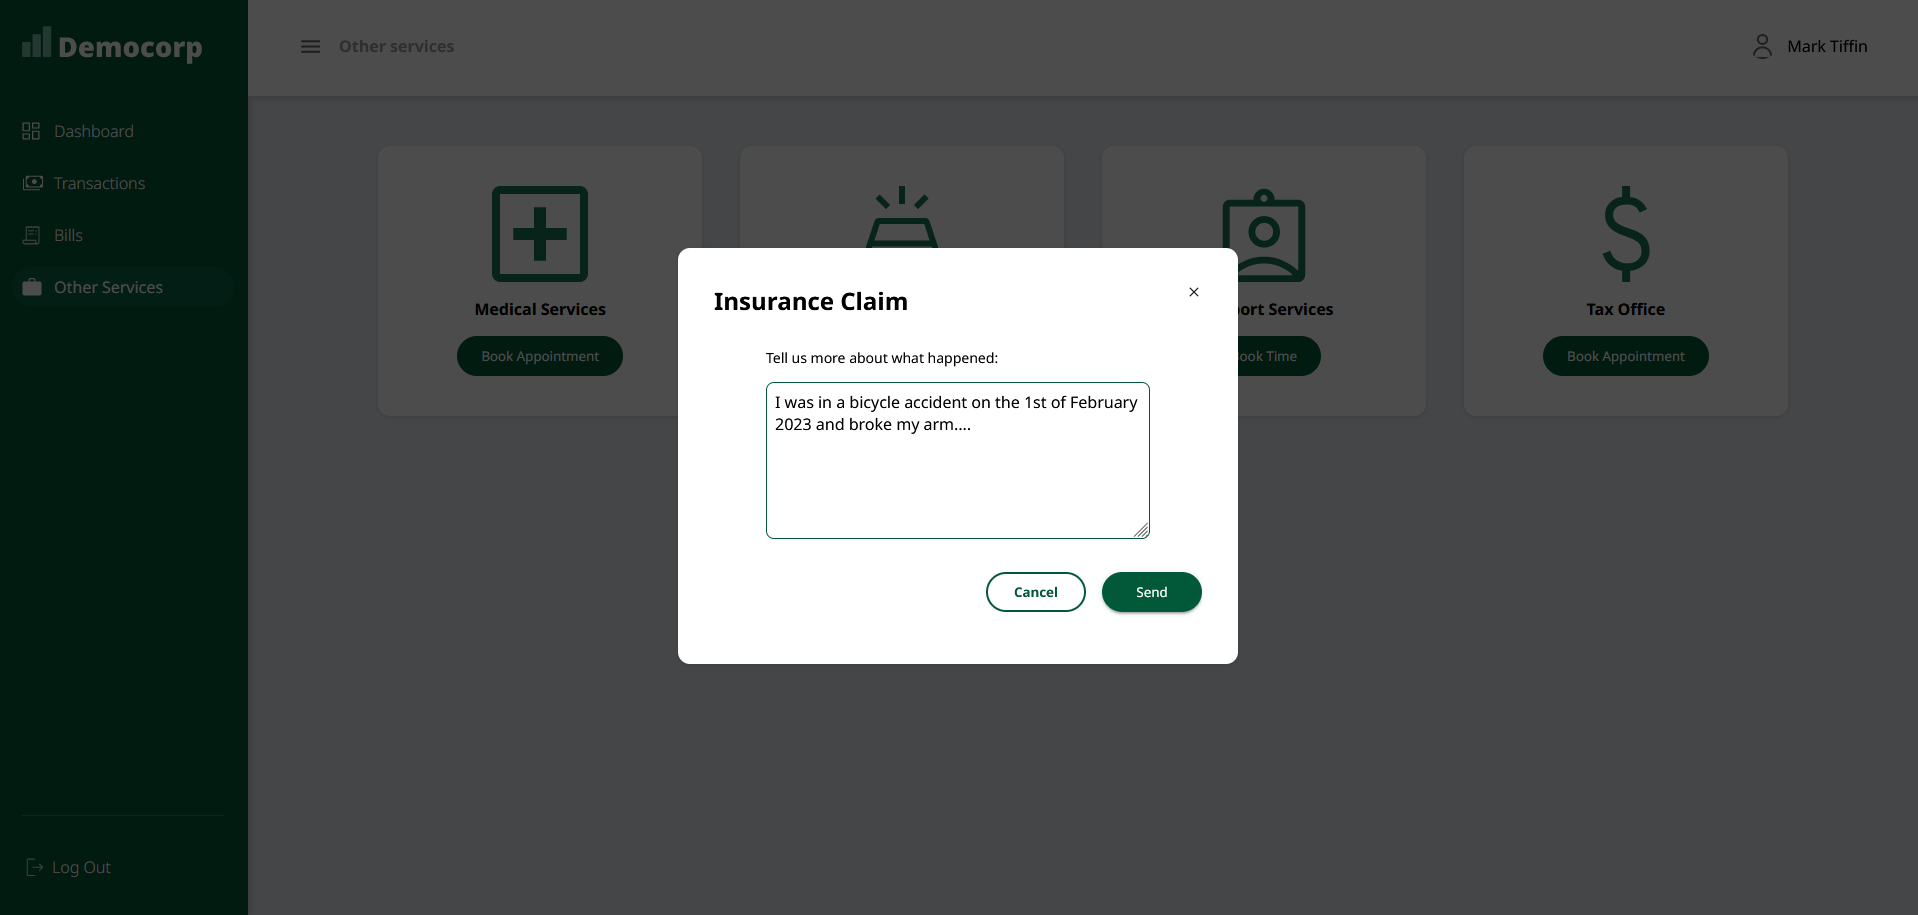 Democorp
Dashboard
Transactions
Bills
Other Services
Log Out
Other services
Mark Tiffin
Medical Services
Book Appointment
ort Services
ook Time
Tax Office
Book Appointment
Insurance Claim
Tell us more about what happened:
I was in a bicycle accident on the 1st of February
2023 and broke my arm....
Cancel
Send